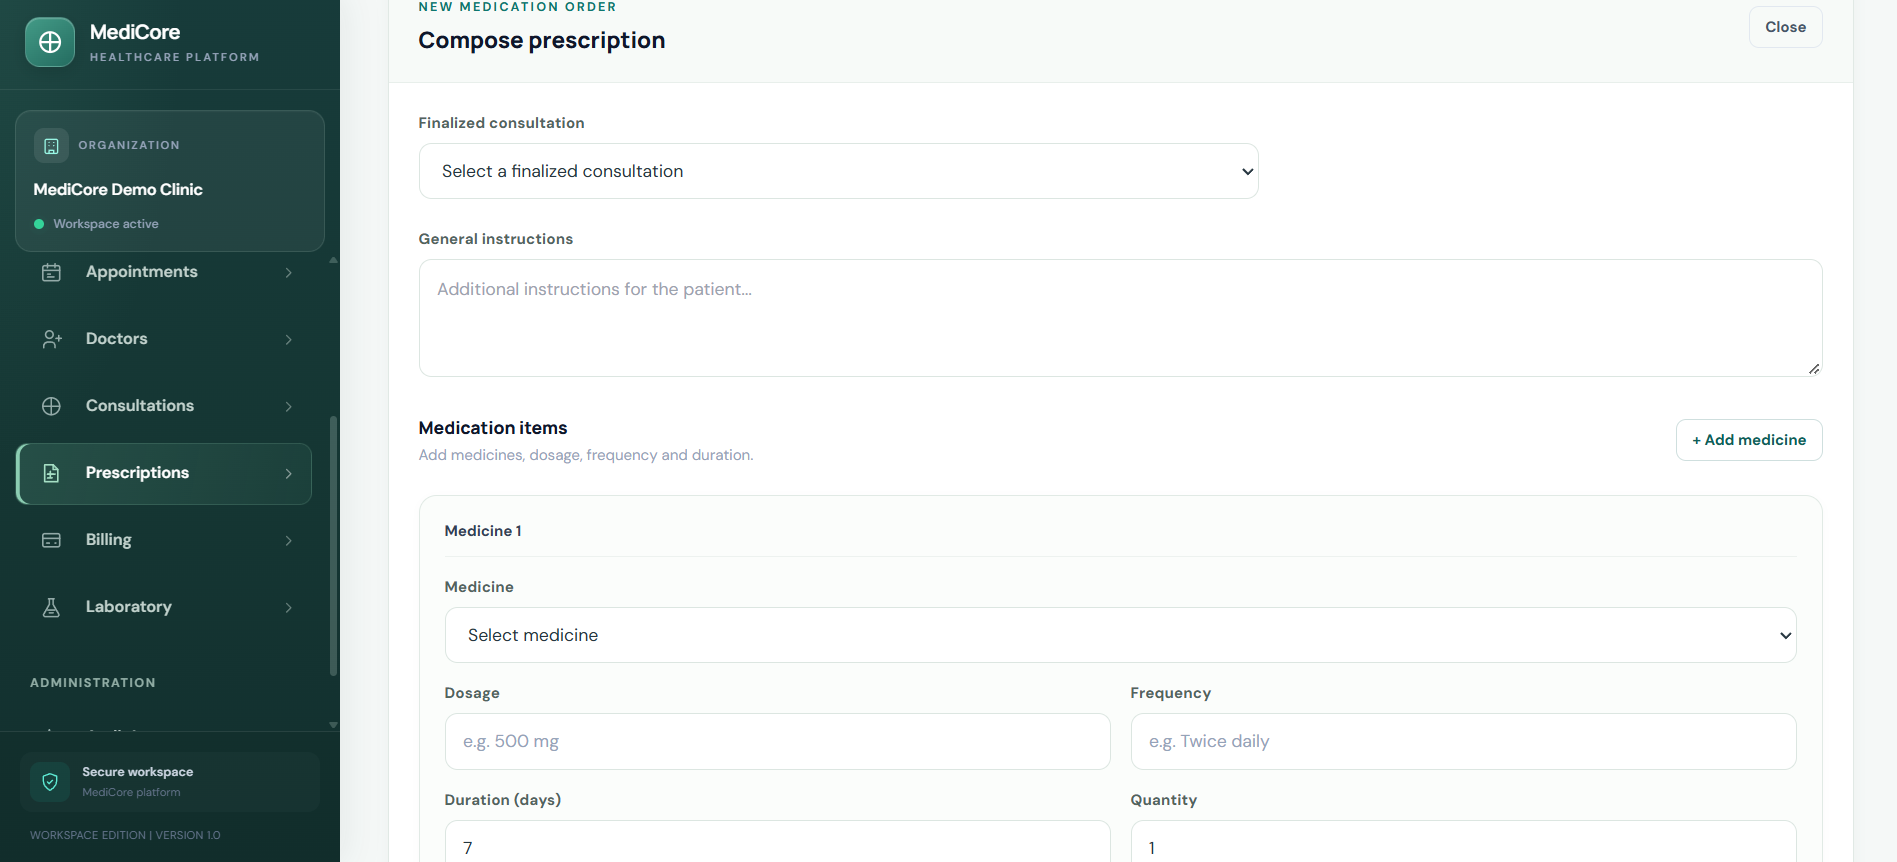 MediCore
HEALTHCARE PLATFORM
ORGANIZATION
MediCore Demo Clinic
Workspace active
Appointments
Doctors
Consultations
Prescriptions
Billing
Laboratory
ADMINISTRATION
Secure workspace
MediCore platform
WORKSPACE EDITION | VERSION 1.0
NEW MEDICATION ORDER
Compose prescription
Close
Finalized consultation
Select a finalized consultation
General instructions
Additional instructions for the patient...
Medication items
Add medicines, dosage, frequency and duration.
+ Add medicine
Medicine 1
Medicine
Select medicine
Dosage
Frequency
e.g. 500 mg
e.g. Twice daily
Duration (days)
Quantity
7
1